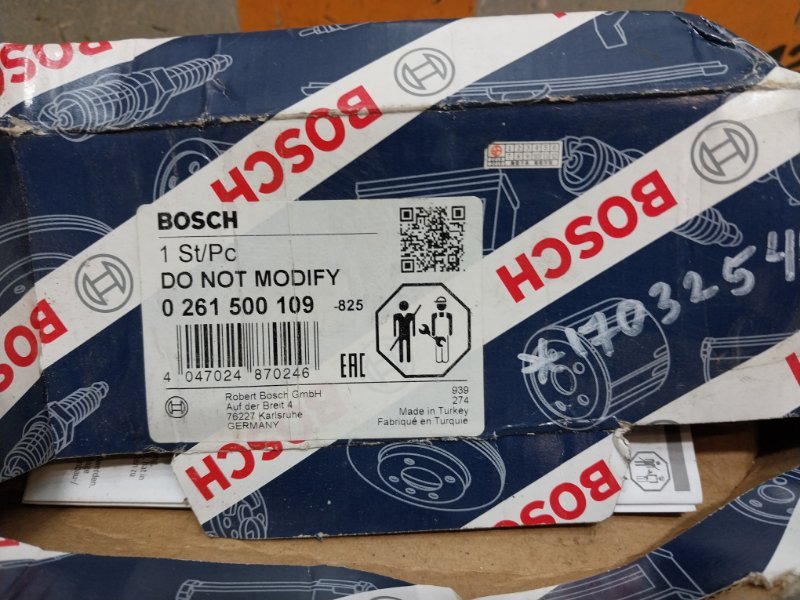 BOSCH
BOSCH
BOSCH
BOSCH
1 St/Pc
DO NOT MODIFY
0 261 500 109 -825
4 047024 870246
EAC
Robert Bosch GmbH
Auf der Breit 4
76227 Karlsruhe
GERMANY
939
274
Made in Turkey
Fabriqué en Turquie
*1703254
BOSCH
BOSCH
BOSCH